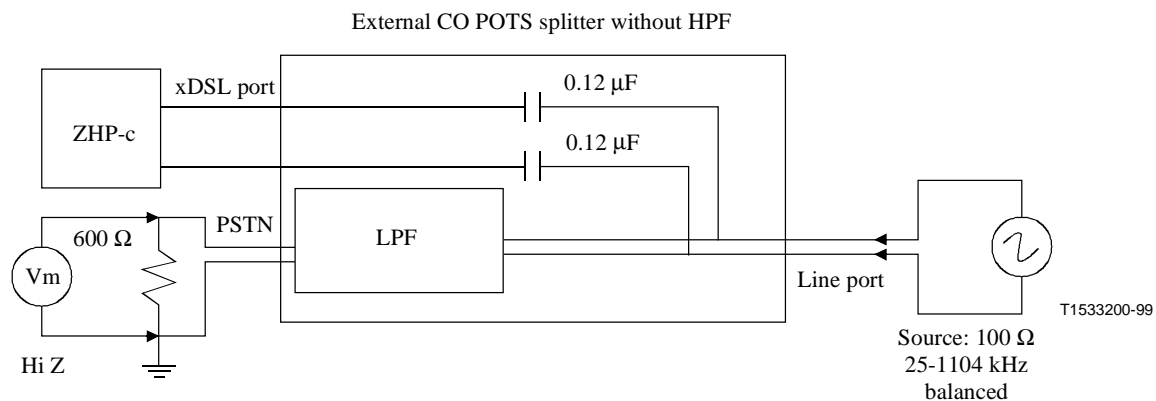 External CO POTS splitter without HPF
xDSL port
0.12 µF
ZHP-c
0.12 µF
PSTN
600 Ω
LPF
Vm
Line port
T1533200-99
Hi Z
Source: 100 Ω
25-1104 kHz
balanced